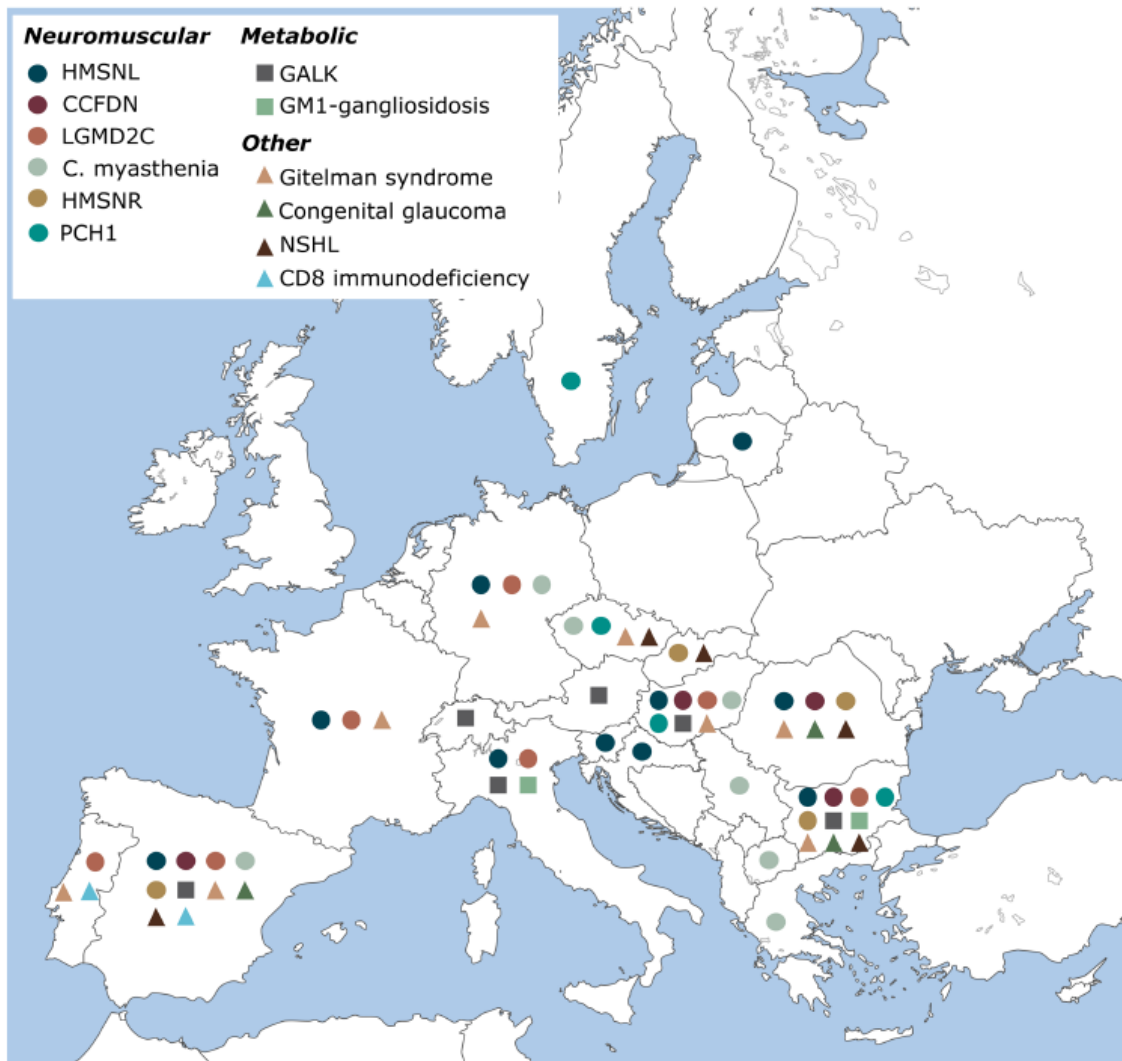 Neuromuscular
HMSNL
CCFDN
LGMD2C
C. myasthenia
HMSNR
PCH1
Metabolic
GALK
GM1-gangliosidosis
Other
Gitelman syndrome
Congenital glaucoma
NSHL
CD8 immunodeficiency